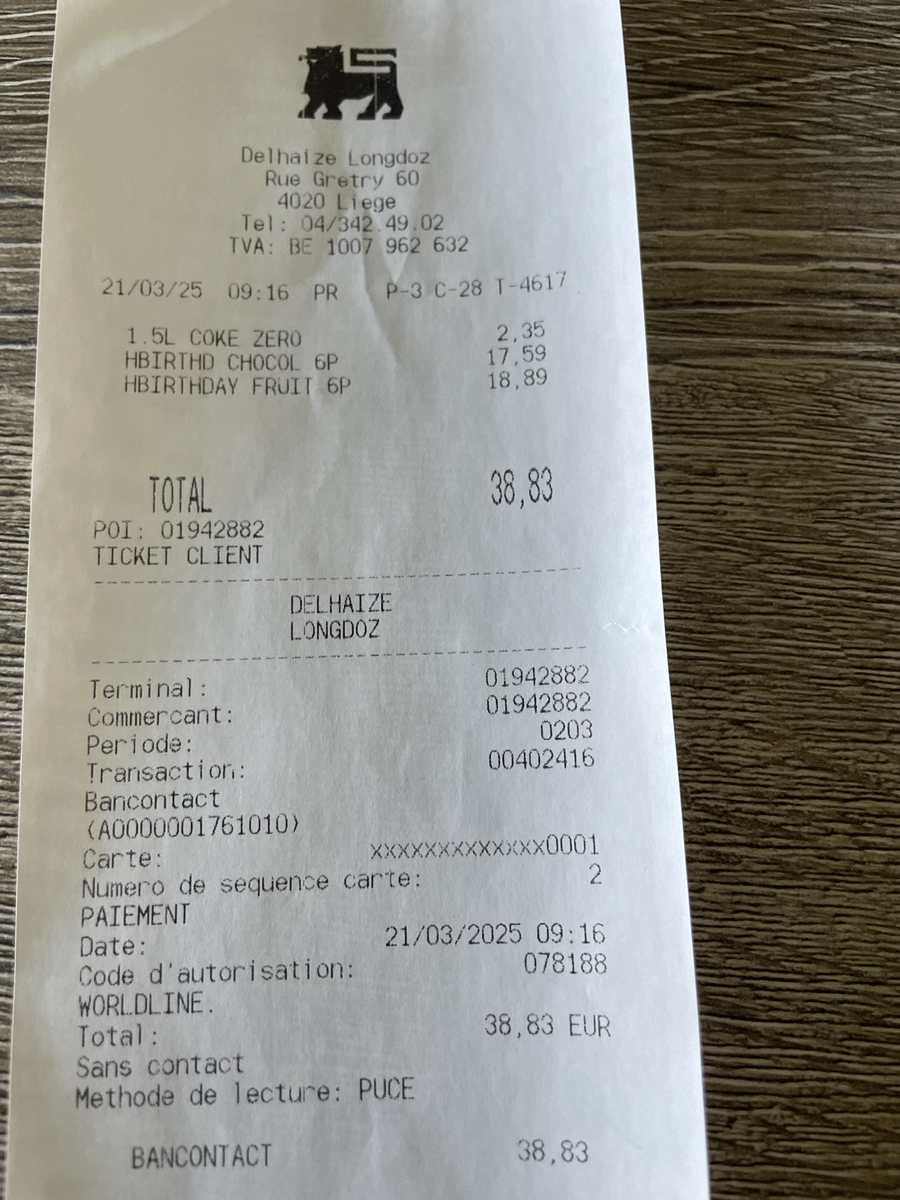 Delhaize Longdoz
Rue Gretry 60
4020 Liege
Tel: 04/342.49.02
TVA: BE 1007 962 632
21/03/25 09:16 PR P-3 C-28 T-4617
1.5L COKE ZERO 2,35
HBIRTHD CHOCOL 6P 17,59
HBIRTHDAY FRUIT 6P 18,89
TOTAL 38,83
POI: 01942882
TICKET CLIENT
DELHAIZE
LONGDOZ
Terminal: 01942882
Commercant: 01942882
Periode: 0203
Transaction: 00402416
Bancontact
(A0000001761010)
Carte: xxxxxxxxxxxxx0001
Numero de sequence carte: 2
PAIEMENT
Date: 21/03/2025 09:16
Code d'autorisation: 078188
WORLDLINE.
Total: 38,83 EUR
Sans contact
Methode de lecture: PUCE
BANCONTACT 38,83